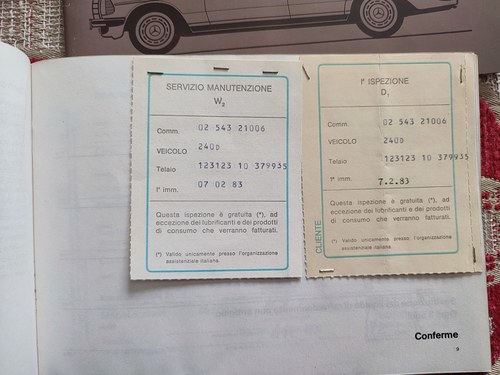 SERVIZIO MANUTENZIONE
W2
Comm. 02 543 21006
VEICOLO 240D
Telaio 123123 10 379935
1ª imm. 07 02 83
Questa ispezione è gratuita (*), ad
eccezione dei lubrificanti e dei prodotti
di consumo che verranno fatturati.
(*) Valido unicamente presso l'organizzazione
assistenziale italiana.
Iª ISPEZIONE
D1
Comm. 02 543 21006
VEICOLO 240D
Telaio 123123 10 379935
1ª imm. 7.2.83
Questa ispezione è gratuita (*), ad
eccezione dei lubrificanti e dei prodotti
di consumo che verranno fatturati.
(*) Valido unicamente presso l'organizzazione
assistenziale italiana.
CLIENTE
Conferme